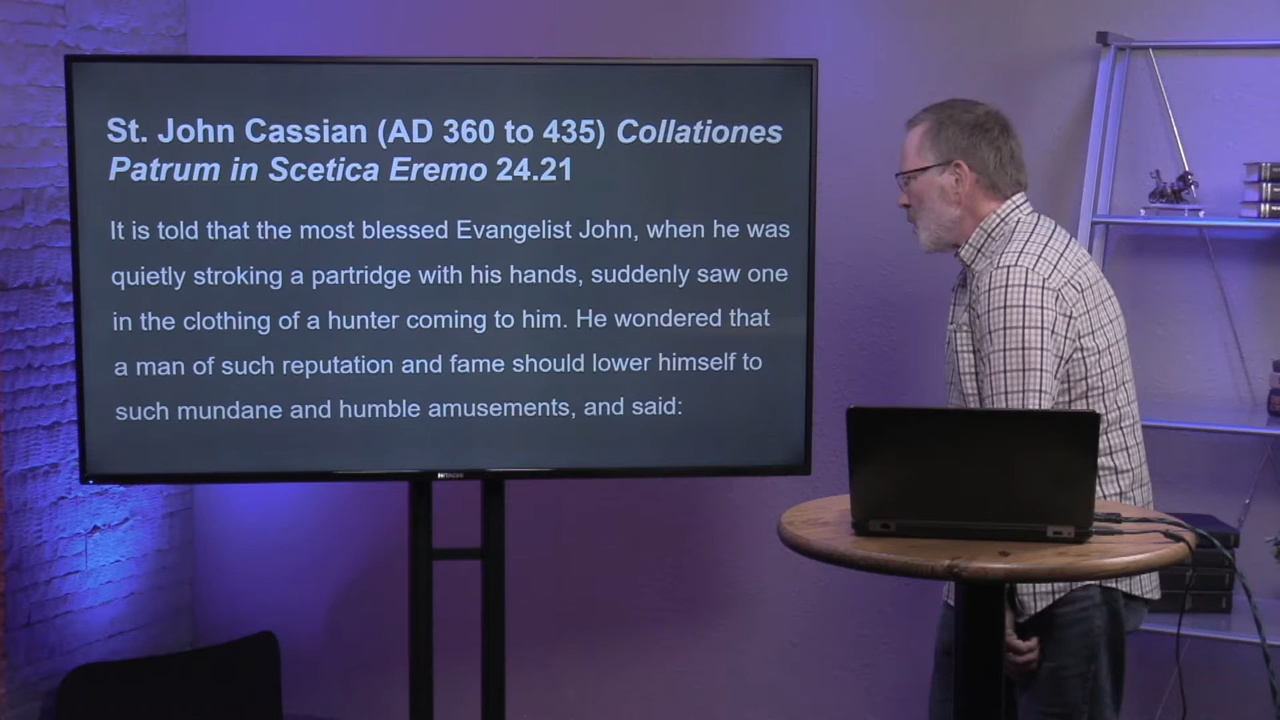 St. John Cassian (AD 360 to 435) Collationes
Patrum in Scetica Eremo 24.21
It is told that the most blessed Evangelist John, when he was
quietly stroking a partridge with his hands, suddenly saw one
in the clothing of a hunter coming to him. He wondered that
a man of such reputation and fame should lower himself to
such mundane and humble amusements, and said:
HITACHI